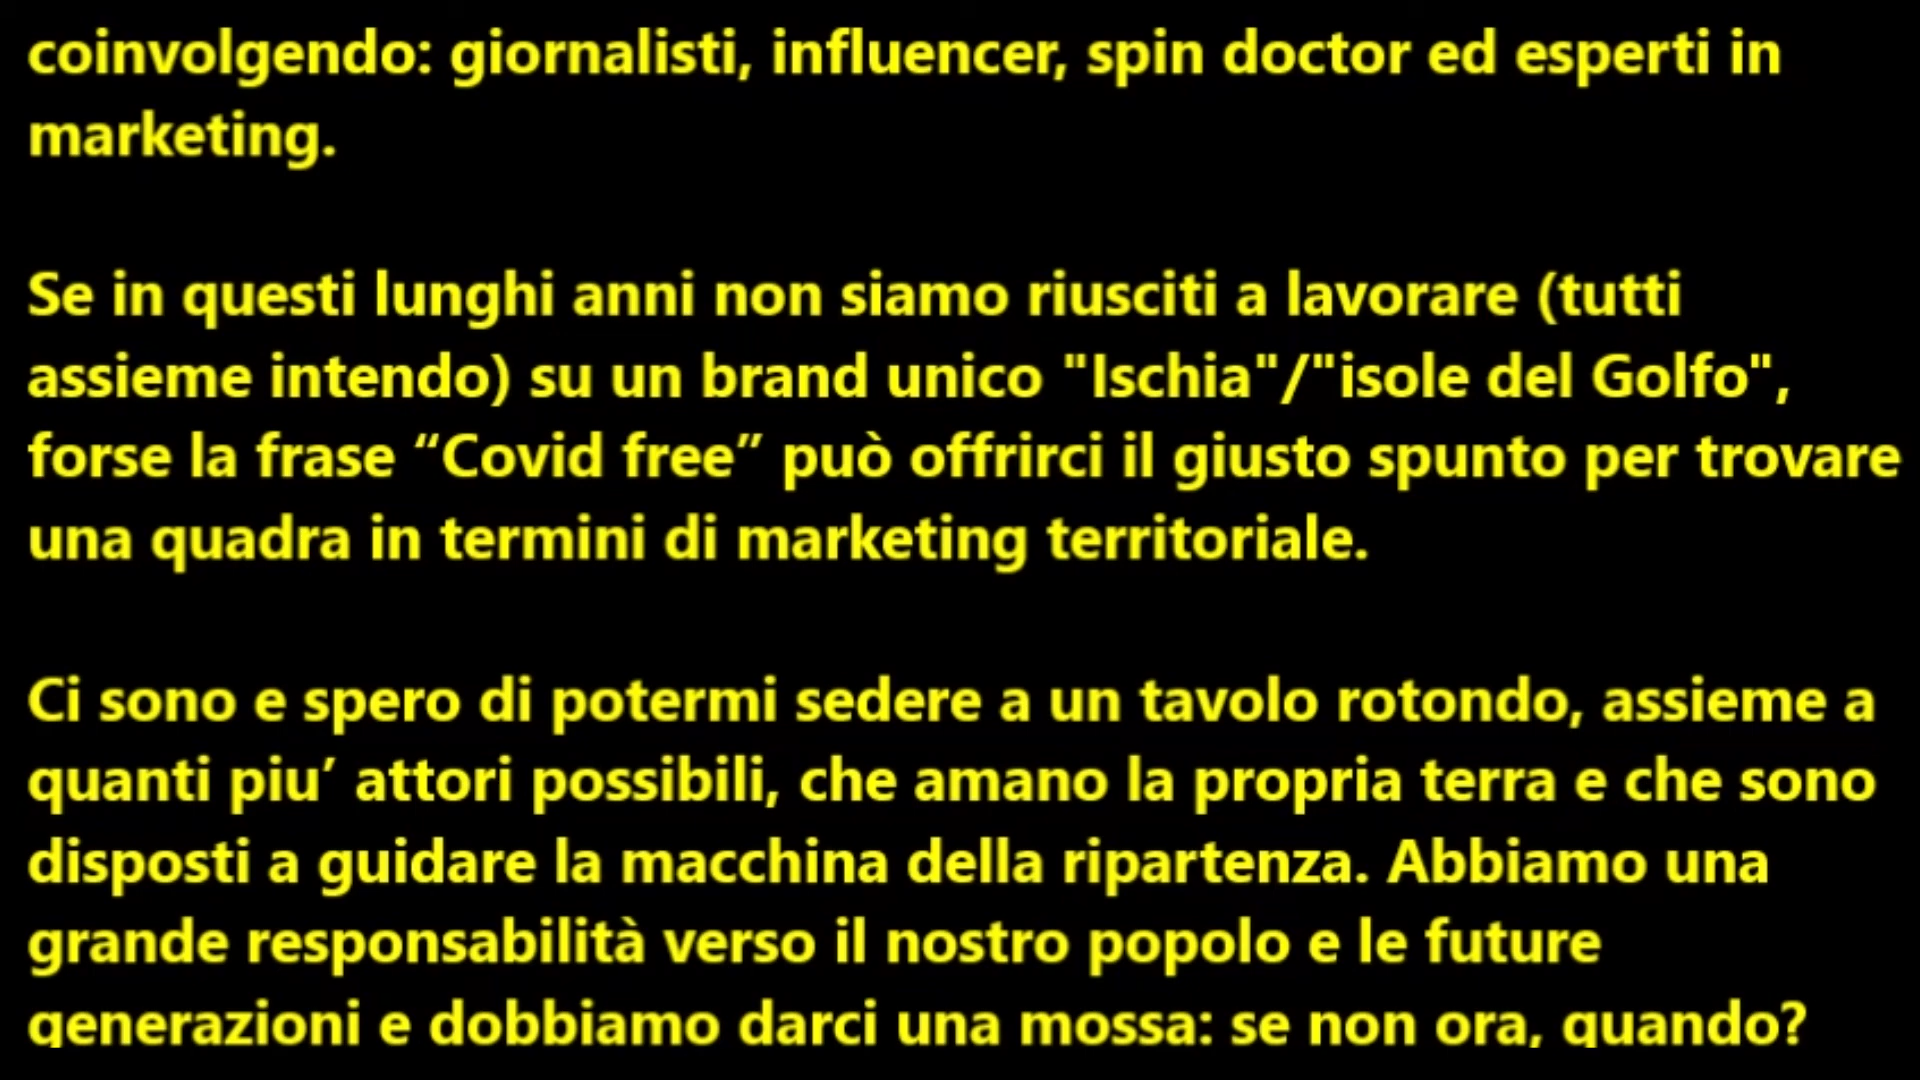 coinvolgendo: giornalisti, influencer, spin doctor ed esperti in
marketing.
Se in questi lunghi anni non siamo riusciti a lavorare (tutti
assieme intendo) su un brand unico "Ischia"/"isole del Golfo",
forse la frase “Covid free” può offrirci il giusto spunto per trovare
una quadra in termini di marketing territoriale.
Ci sono e spero di potermi sedere a un tavolo rotondo, assieme a
quanti piu’ attori possibili, che amano la propria terra e che sono
disposti a guidare la macchina della ripartenza. Abbiamo una
grande responsabilità verso il nostro popolo e le future
generazioni e dobbiamo darci una mossa: se non ora, quando?